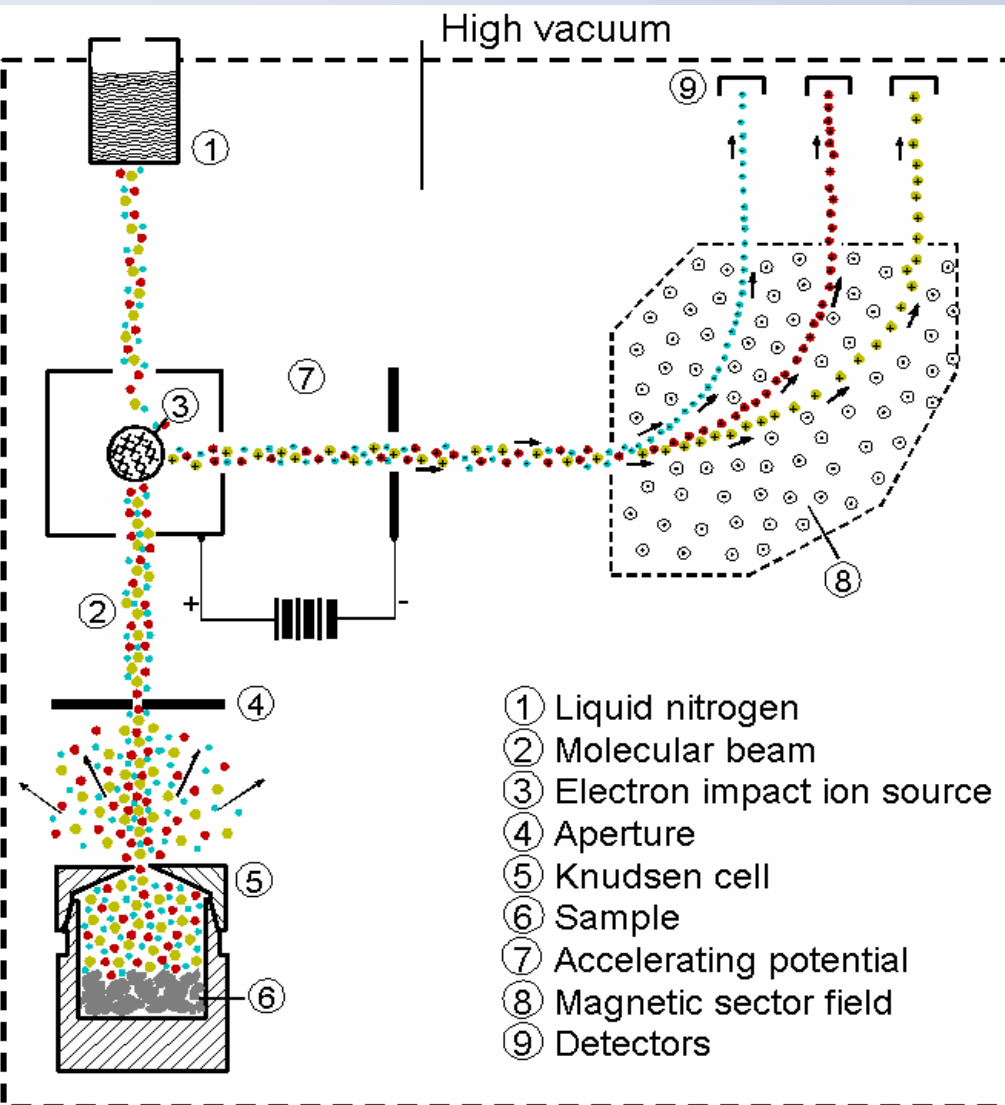 High vacuum
⑨
①
⑦
③
⑧
②
+ -
④
① Liquid nitrogen
② Molecular beam
③ Electron impact ion source
④ Aperture
⑤ Knudsen cell
⑥ Sample
⑦ Accelerating potential
⑧ Magnetic sector field
⑨ Detectors
⑤
⑥